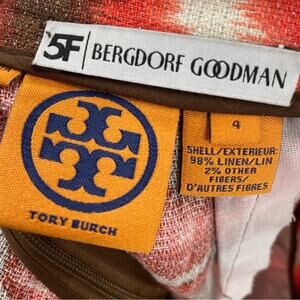 5F BERGDORF GOODMAN
4
SHELL/EXTERIEUR:
98% LINEN/LIN
2% OTHER
FIBERS/
D'AUTRES FIBRES
TORY BURCH